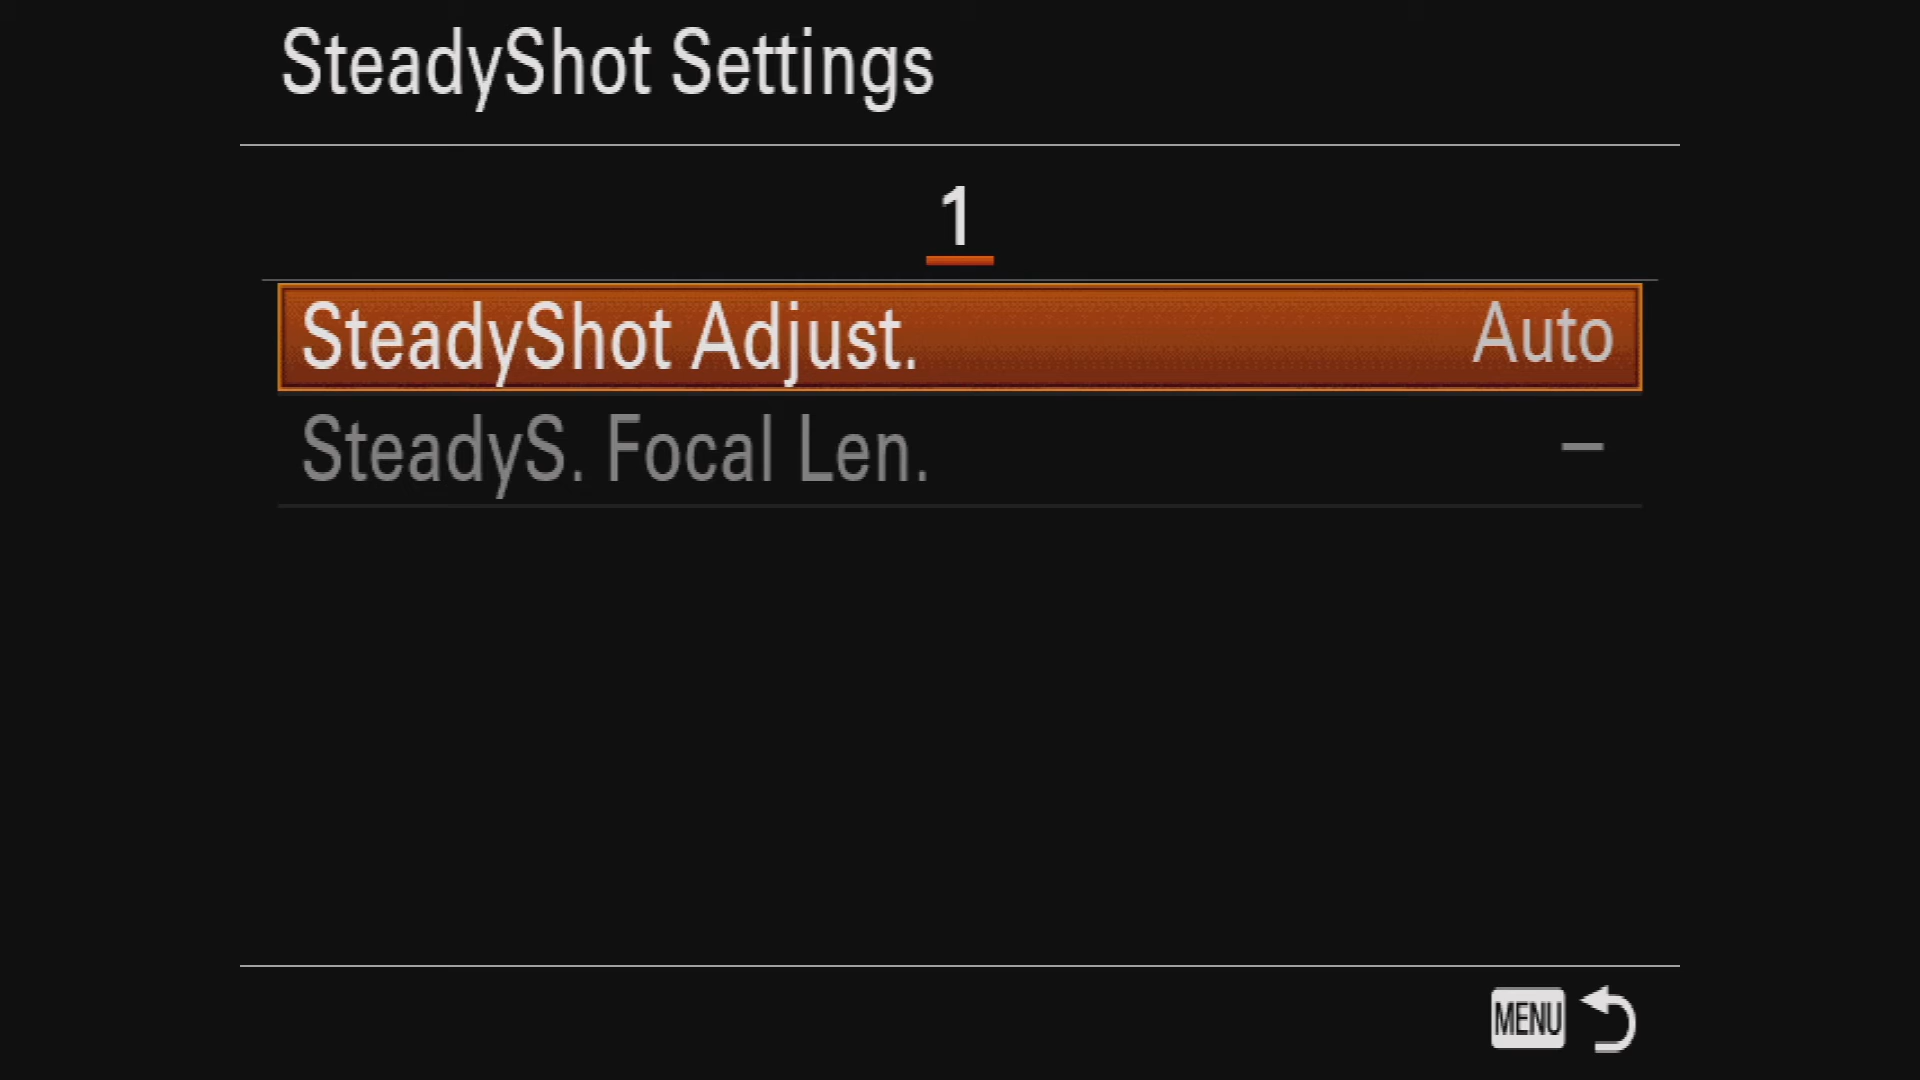 SteadyShot Settings
1
SteadyShot Adjust. Auto
SteadyS. Focal Len. –
MENU